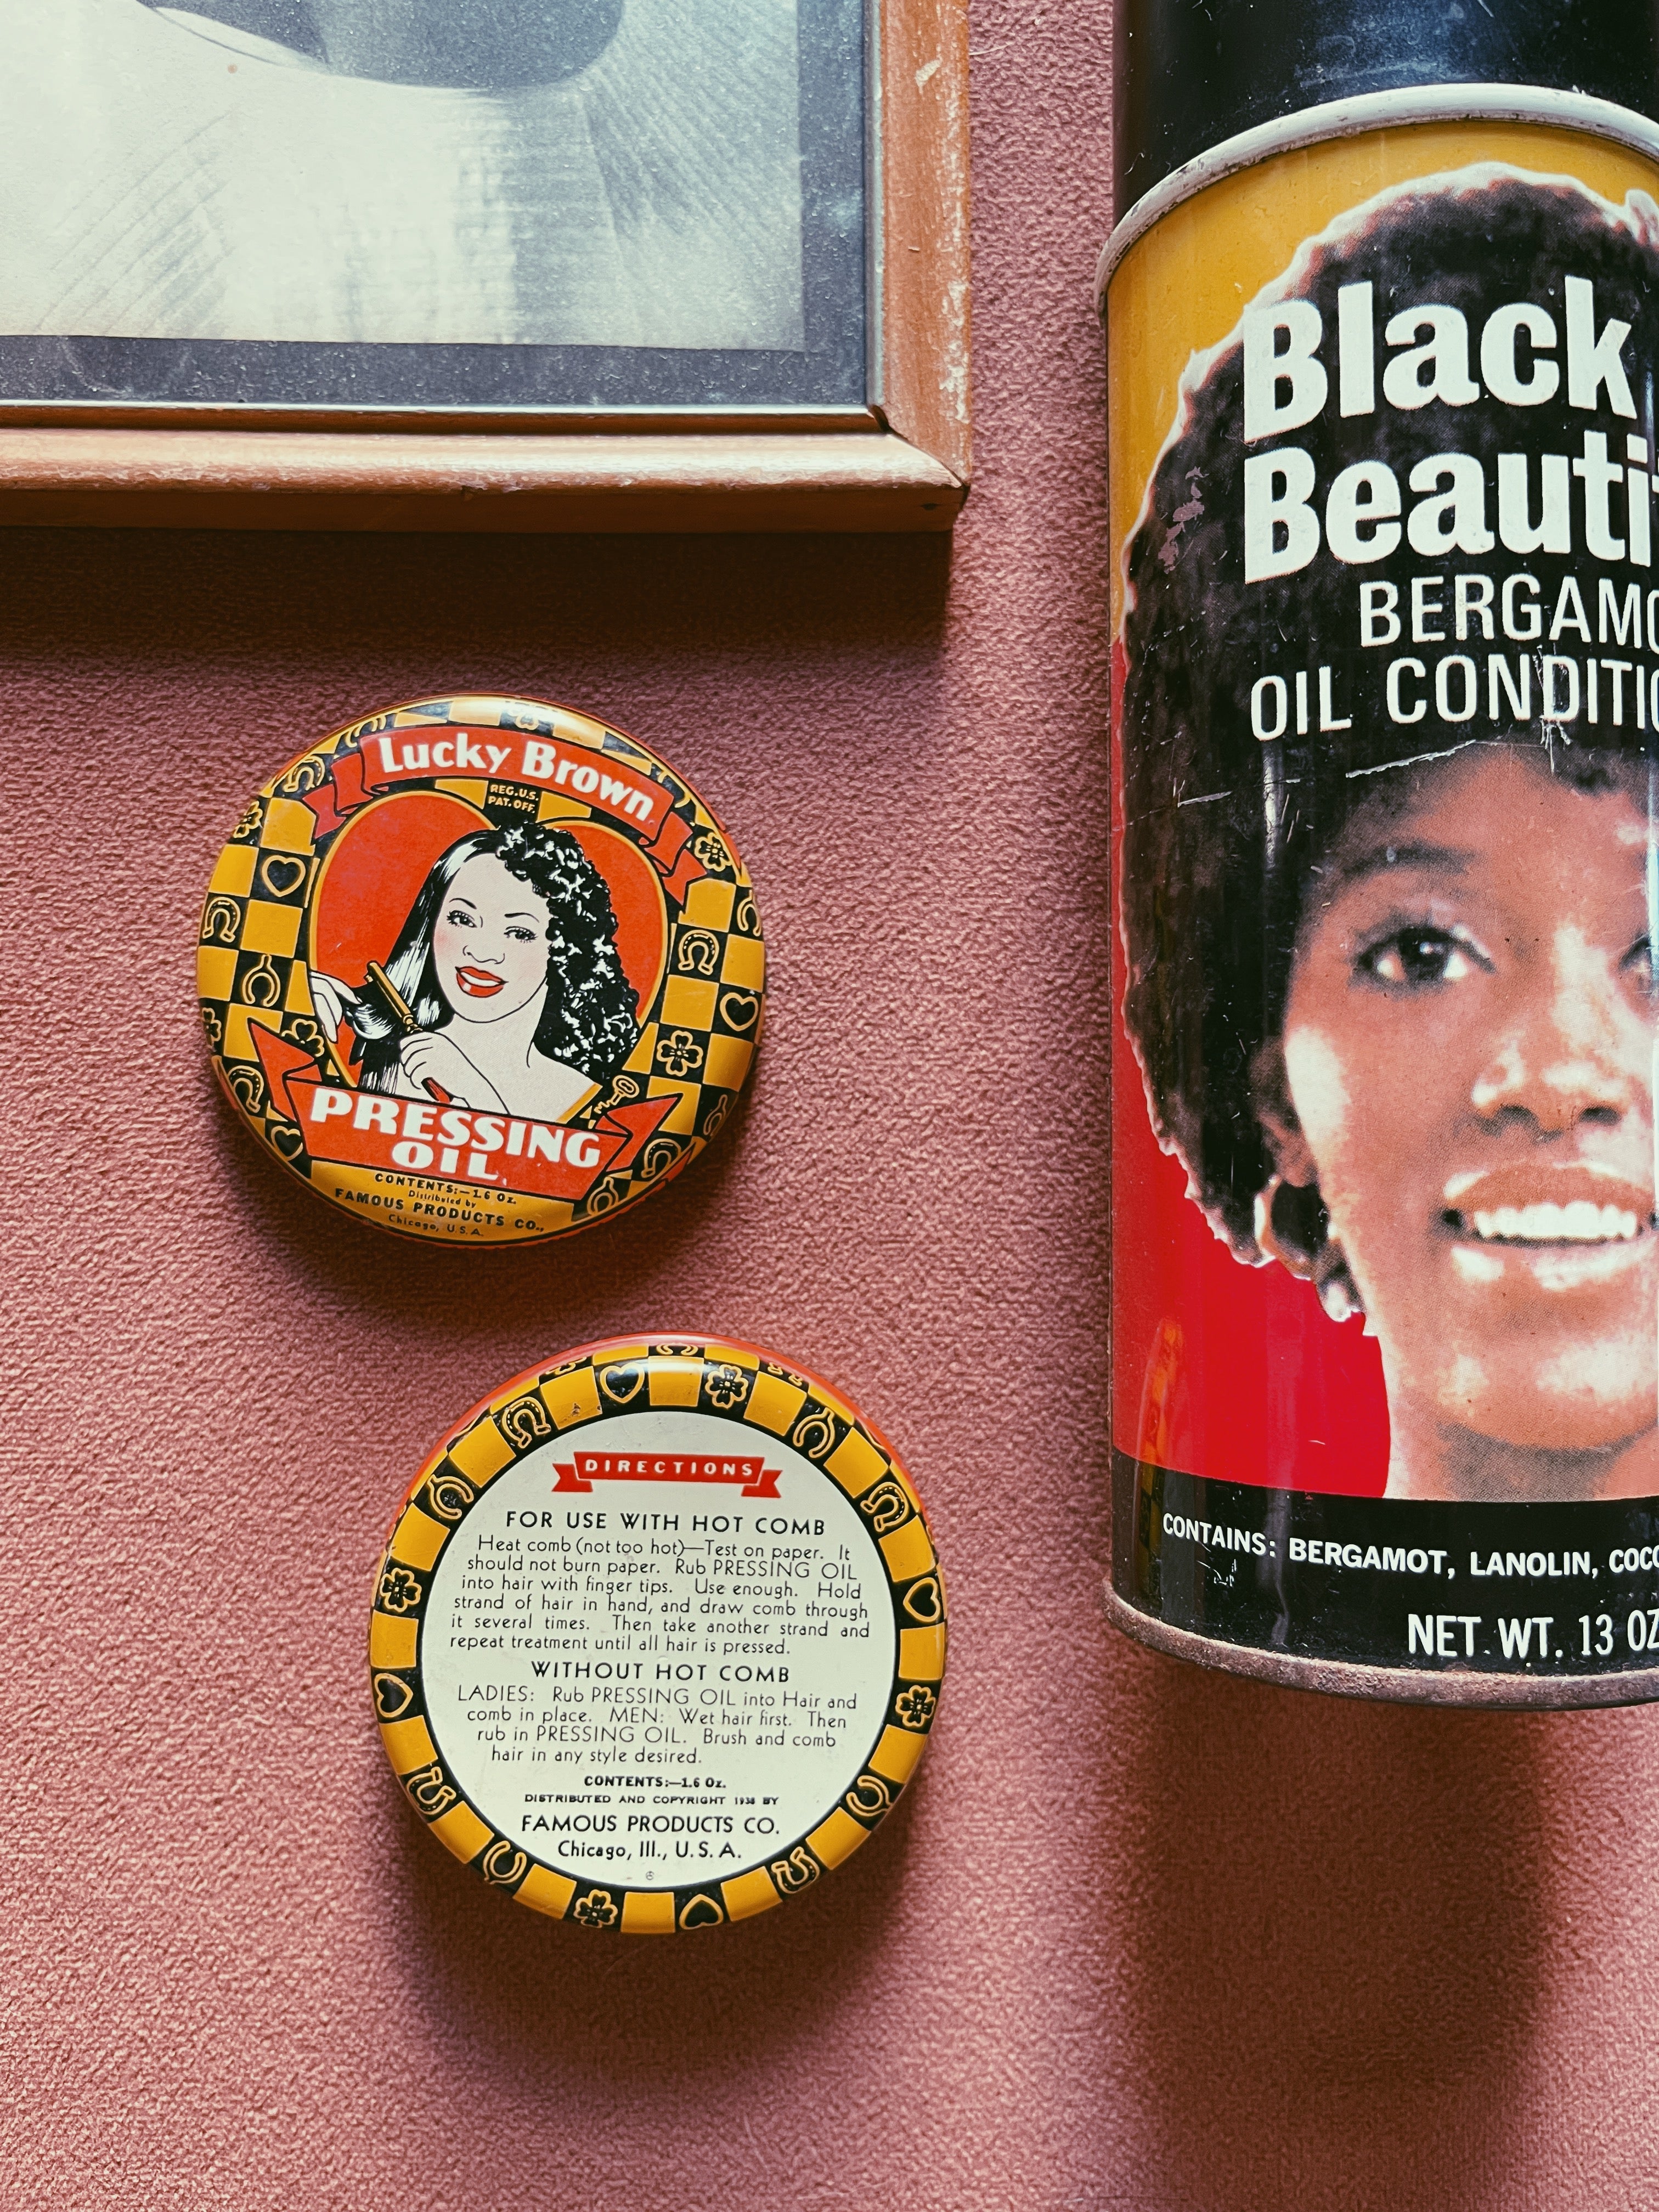 Lucky Brown
REG. U.S.
PAT. OFF.
PRESSING
OIL
CONTENTS:—1.6 Oz.
Distributed by
FAMOUS PRODUCTS CO.,
Chicago, U.S.A.
DIRECTIONS
FOR USE WITH HOT COMB
Heat comb (not too hot)—Test on paper. It
should not burn paper. Rub PRESSING OIL
into hair with finger tips. Use enough. Hold
strand of hair in hand, and draw comb through
it several times. Then take another strand and
repeat treatment until all hair is pressed.
WITHOUT HOT COMB
LADIES: Rub PRESSING OIL into Hair and
comb in place. MEN: Wet hair first. Then
rub in PRESSING OIL. Brush and comb
hair in any style desired.
CONTENTS:—1.6 Oz.
DISTRIBUTED AND COPYRIGHT 1938 BY
FAMOUS PRODUCTS CO.
Chicago, Ill., U.S.A.
Black
Beauti
BERGAMO
OIL CONDITIO
CONTAINS: BERGAMOT, LANOLIN, COCO
NET. WT. 13 OZ